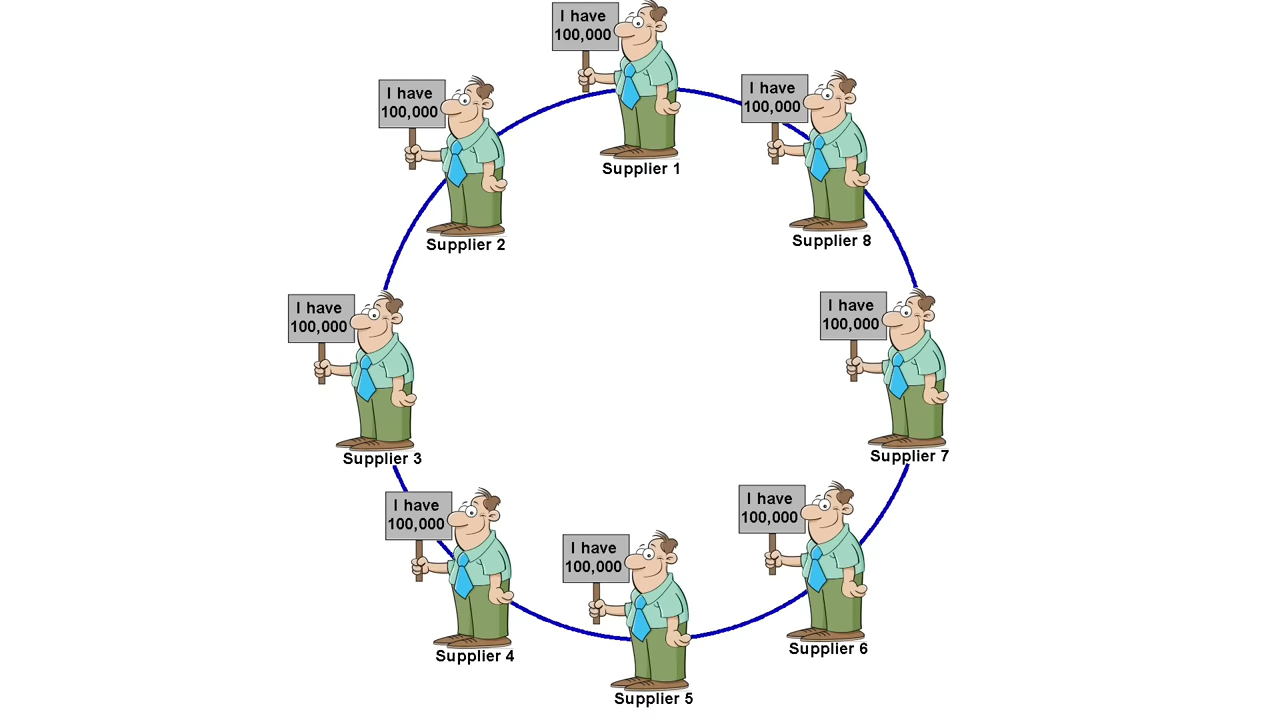 I have
100,000
Supplier 1
I have
100,000
Supplier 8
I have
100,000
Supplier 2
I have
100,000
Supplier 7
I have
100,000
Supplier 3
I have
100,000
Supplier 6
I have
100,000
Supplier 4
I have
100,000
Supplier 5